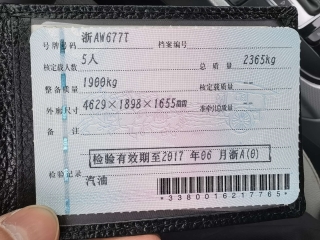 号牌号码 浙AW677T 档案编号
核定载人数 5人 总质量 2365kg
整备质量 1900kg 核定载质量 --
外廓尺寸 4629×1898×1655mm 准牵引总质量 --
备注
检验有效期至2017年06月浙A(0)
检验记录 汽油
*3380016217765*